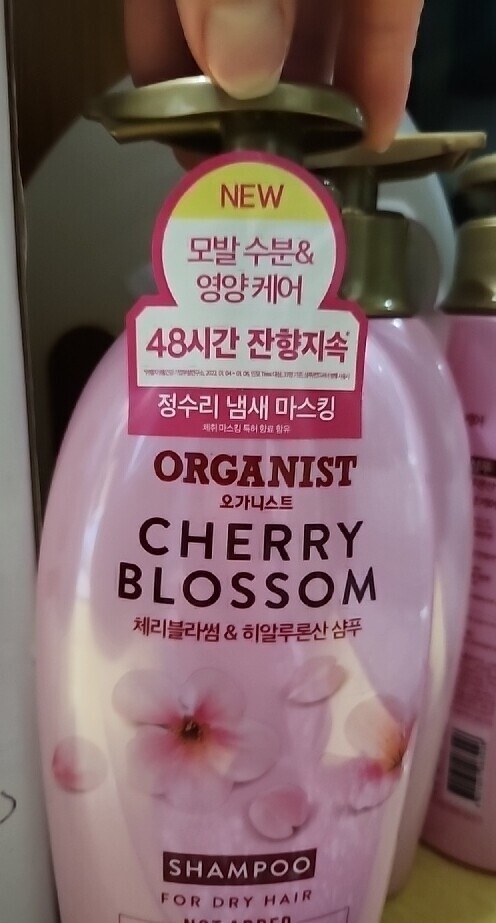 NEW
모발 수분&
영양 케어
48시간 잔향지속*
정수리 냄새 마스킹
체취 마스킹 특허 향료 함유
ORGANIST
오가니스트
CHERRY
BLOSSOM
체리블라썸 & 히알루론산 샴푸
SHAMPOO
FOR DRY HAIR
NOT ADDED